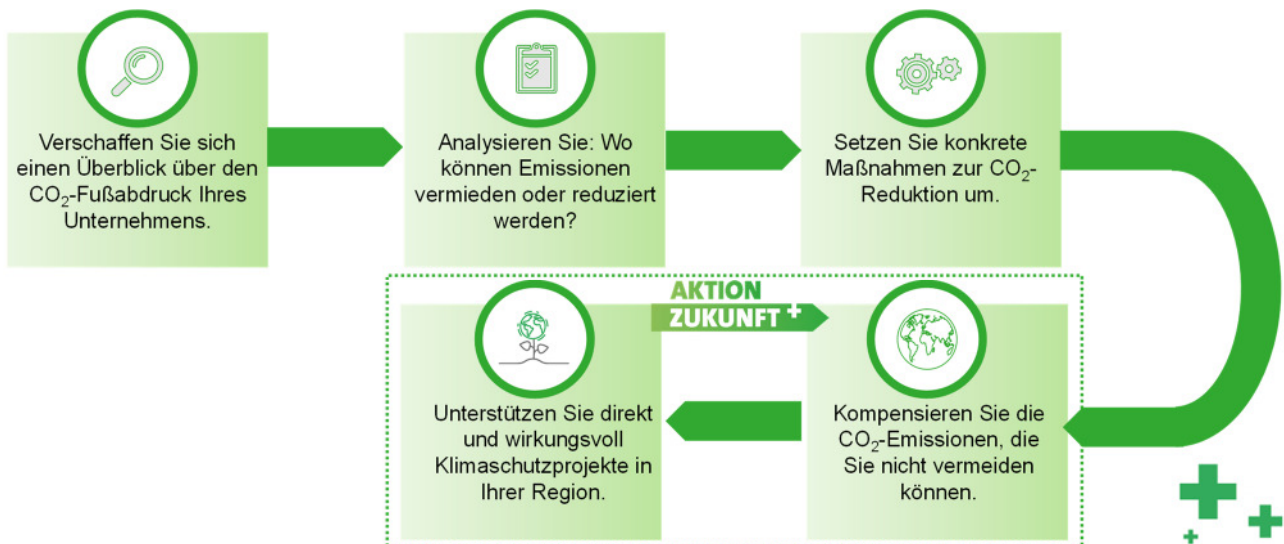 Verschaffen Sie sich
einen Überblick über den
CO₂-Fußabdruck Ihres
Unternehmens.
Analysieren Sie: Wo
können Emissionen
vermieden oder reduziert
werden?
Setzen Sie konkrete
Maßnahmen zur CO₂-
Reduktion um.
AKTION
ZUKUNFT +
Kompensieren Sie die
CO₂-Emissionen, die
Sie nicht vermeiden
können.
Unterstützen Sie direkt
und wirkungsvoll
Klimaschutzprojekte in
Ihrer Region.